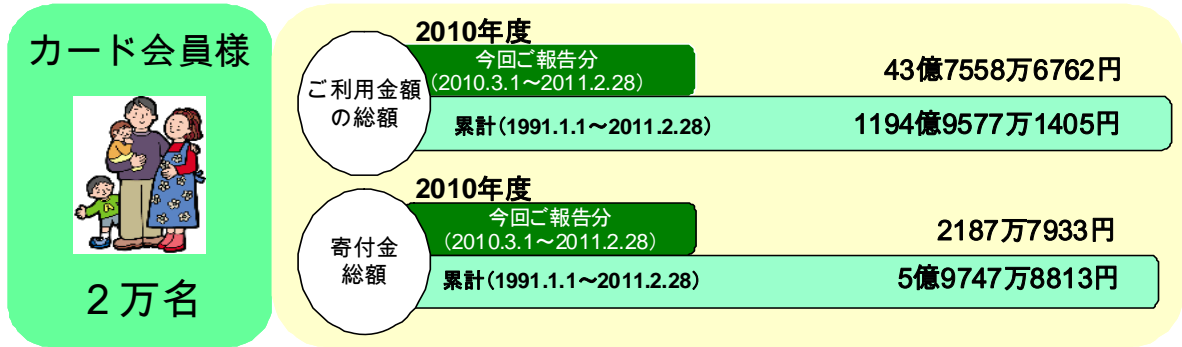 カード会員様
２万名
2010年度
ご利用金額
の総額
今回ご報告分
（2010.3.1～2011.2.28）
43億7558万6762円
累計（1991.1.1～2011.2.28）
1194億9577万1405円
2010年度
寄付金
総額
今回ご報告分
（2010.3.1～2011.2.28）
2187万7933円
累計（1991.1.1～2011.2.28）
5億9747万8813円